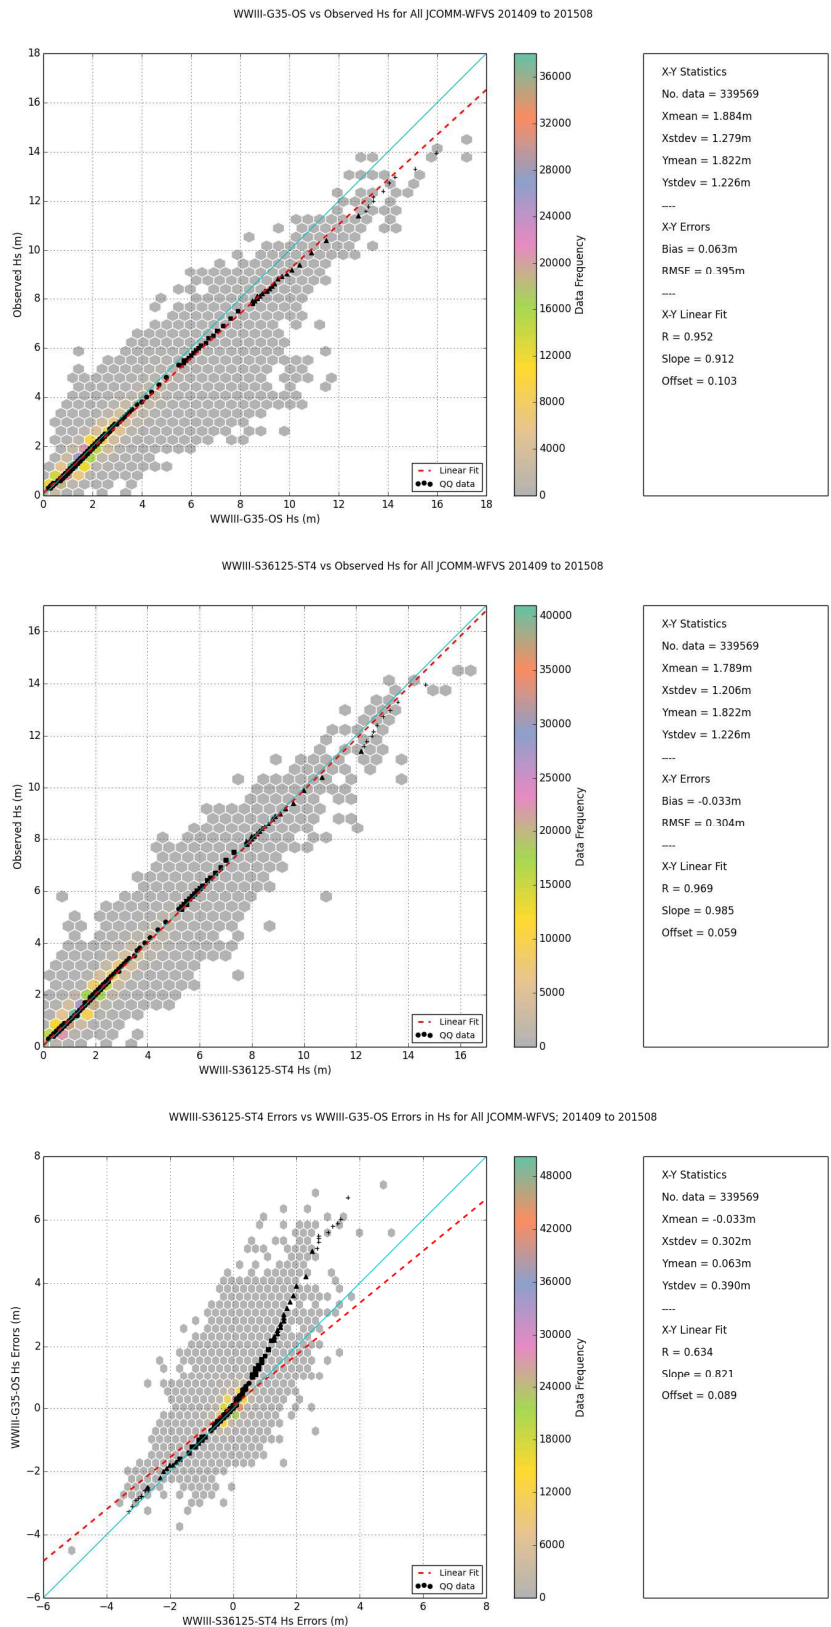 WWIII-G35-OS vs Observed Hs for All JCOMM-WFVS 201409 to 201508
18
16
14
12
10
8
6
4
2
0
Observed Hs (m)
0 2 4 6 8 10 12 14 16 18
WWIII-G35-OS Hs (m)
Linear Fit
QQ data
36000
32000
28000
24000
20000
16000
12000
8000
4000
0
Data Frequency
X-Y Statistics
No. data = 339569
Xmean = 1.884m
Xstdev = 1.279m
Ymean = 1.822m
Ystdev = 1.226m
----
X-Y Errors
Bias = 0.063m
RMSE = 0.395m
----
X-Y Linear Fit
R = 0.952
Slope = 0.912
Offset = 0.103
WWIII-S36125-ST4 vs Observed Hs for All JCOMM-WFVS 201409 to 201508
16
14
12
10
8
6
4
2
0
Observed Hs (m)
0 2 4 6 8 10 12 14 16
WWIII-S36125-ST4 Hs (m)
Linear Fit
QQ data
40000
35000
30000
25000
20000
15000
10000
5000
0
Data Frequency
X-Y Statistics
No. data = 339569
Xmean = 1.789m
Xstdev = 1.206m
Ymean = 1.822m
Ystdev = 1.226m
----
X-Y Errors
Bias = -0.033m
RMSE = 0.304m
----
X-Y Linear Fit
R = 0.969
Slope = 0.985
Offset = 0.059
WWIII-S36125-ST4 Errors vs WWIII-G35-OS Errors in Hs for All JCOMM-WFVS; 201409 to 201508
8
6
4
2
0
−2
−4
−6
WWIII-G35-OS Hs Errors (m)
−6 −4 −2 0 2 4 6 8
WWIII-S36125-ST4 Hs Errors (m)
Linear Fit
QQ data
48000
42000
36000
30000
24000
18000
12000
6000
0
Data Frequency
X-Y Statistics
No. data = 339569
Xmean = -0.033m
Xstdev = 0.302m
Ymean = 0.063m
Ystdev = 0.390m
----
X-Y Linear Fit
R = 0.634
Slope = 0.821
Offset = 0.089